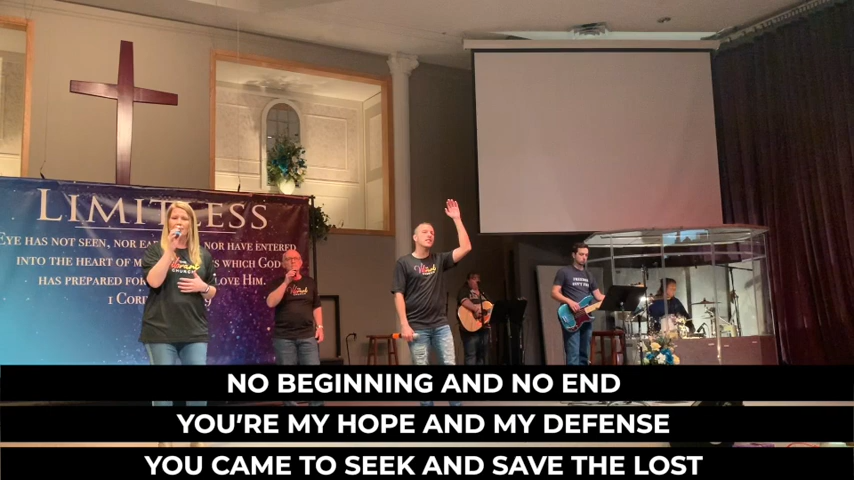 LIMITLESS
EYE HAS NOT SEEN, NOR EA NOR HAVE ENTERED
INTO THE HEART OF M WHICH GOD
HAS PREPARED FOR LOVE HIM.
1 CORI
CHURCH
NO BEGINNING AND NO END
YOU'RE MY HOPE AND MY DEFENSE
YOU CAME TO SEEK AND SAVE THE LOST